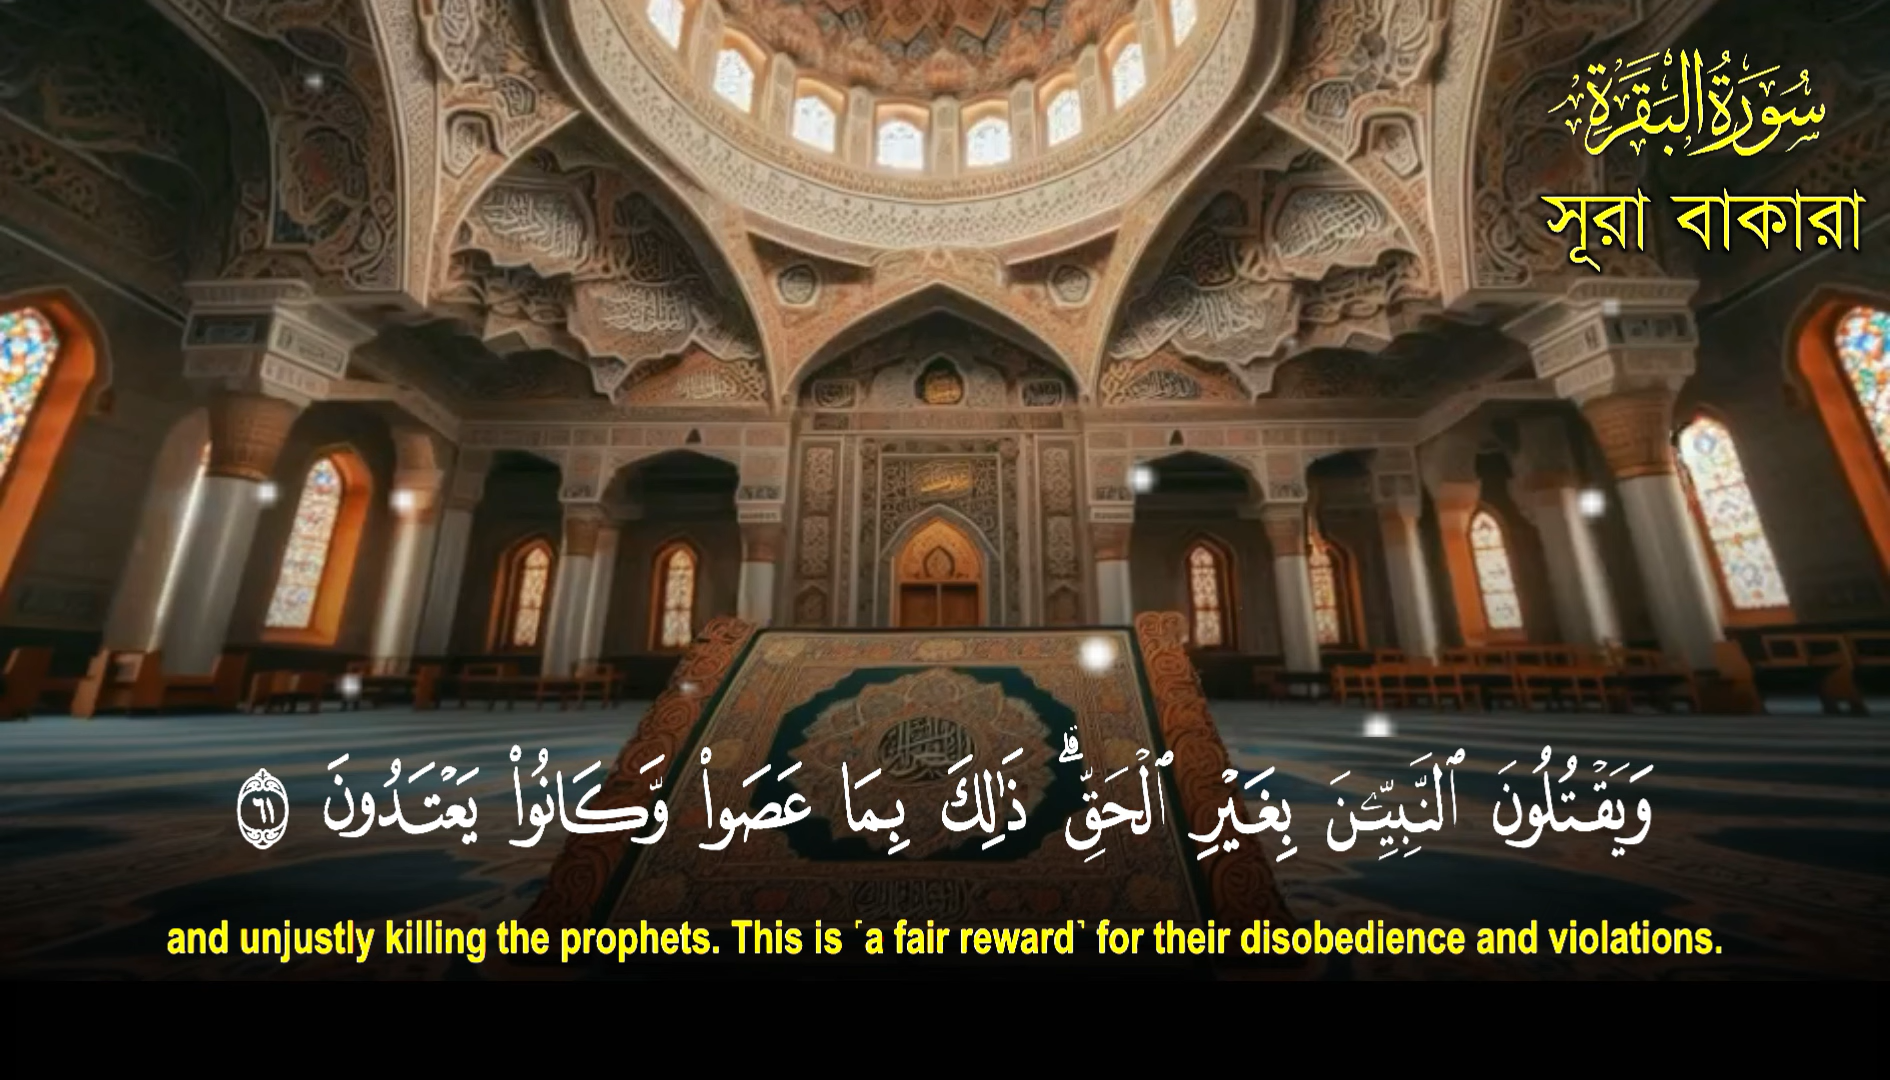 سُورَةُ البَقَرَةِ
সূরা বাকারা
وَيَقْتُلُونَ ٱلنَّبِيِّـۧنَ بِغَيْرِ ٱلْحَقِّ ۗ ذَٰلِكَ بِمَا عَصَوا۟ وَّكَانُوا۟ يَعْتَدُونَ ٦١
and unjustly killing the prophets. This is ˹a fair reward˺ for their disobedience and violations.